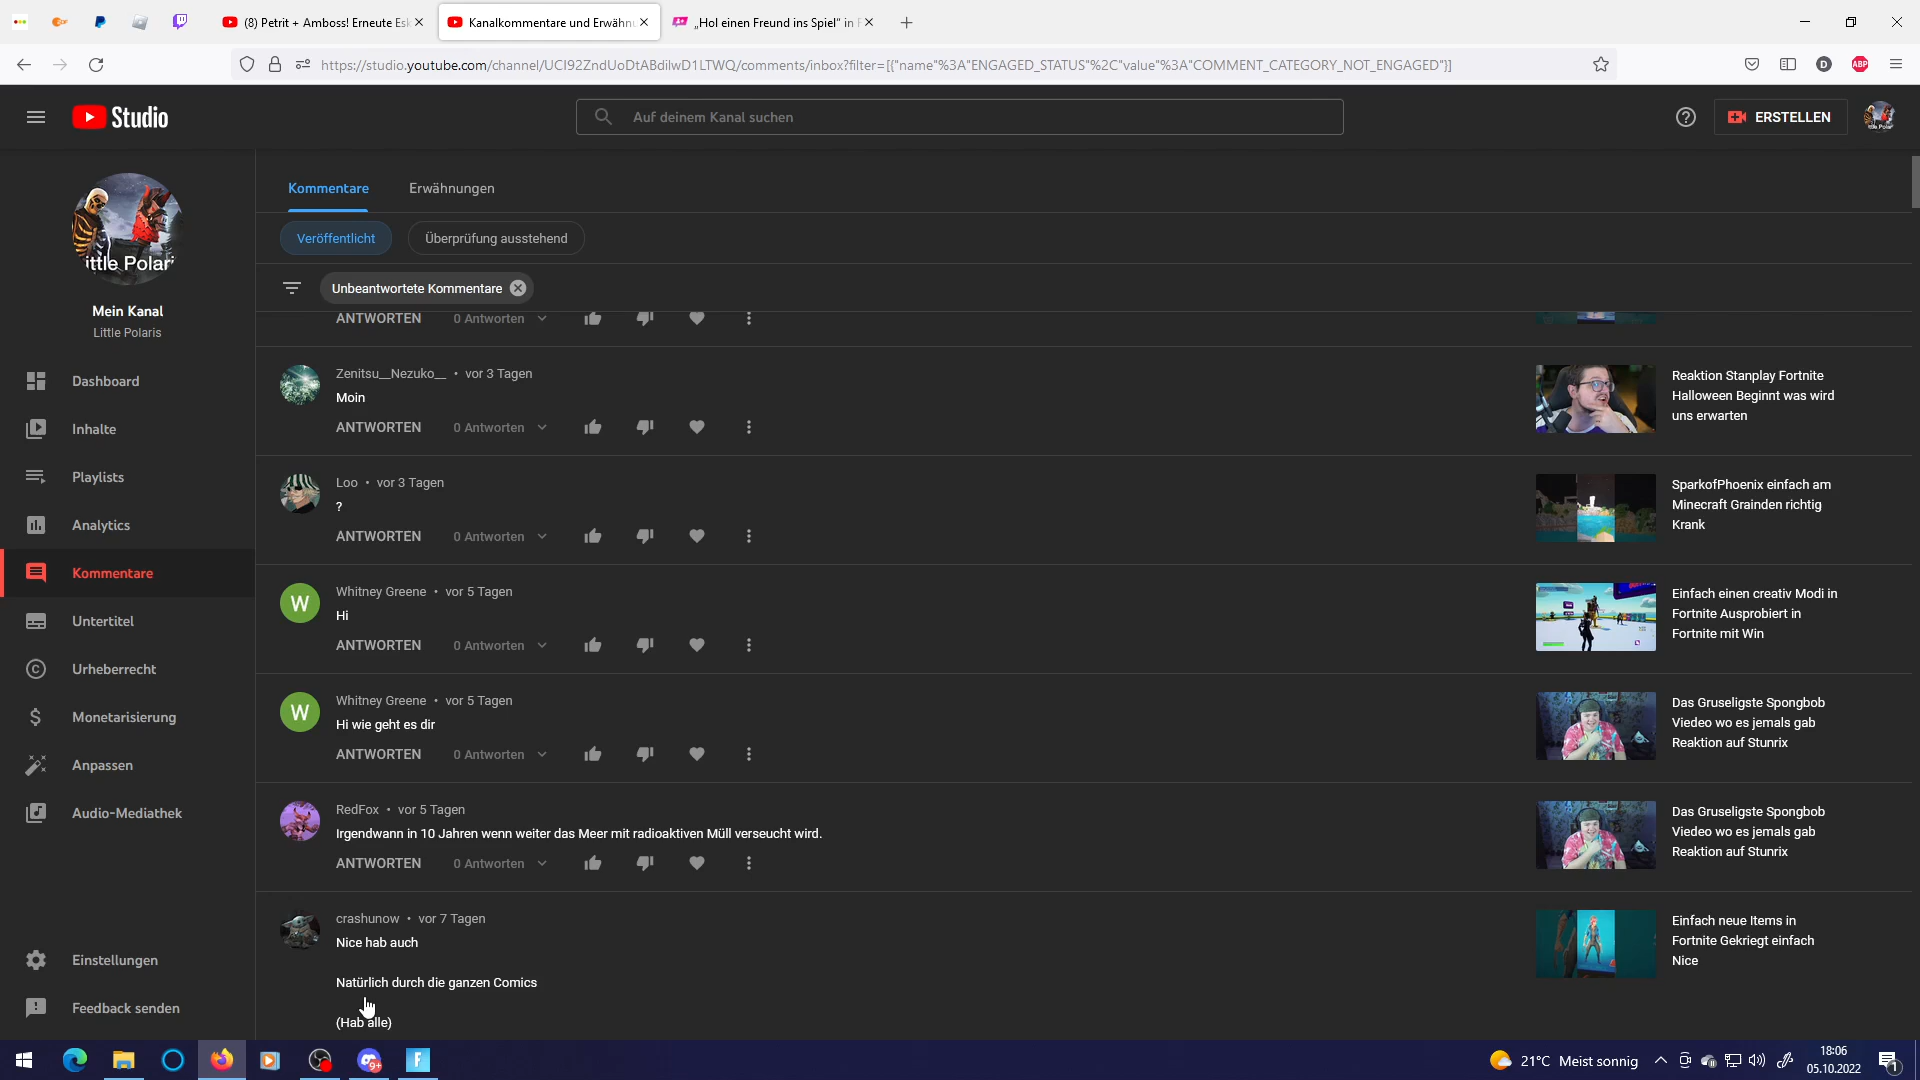 (8) Petrit + Amboss! Erneute Esk
Kanalkommentare und Erwähnu
„Hol einen Freund ins Spiel" in F
https://studio.youtube.com/channel/UCI92ZndUoDtABdilwD1LTWQ/comments/inbox?filter=[{"name"%3A"ENGAGED_STATUS"%2C"value"%3A"COMMENT_CATEGORY_NOT_ENGAGED"}]
D
ABP
Studio
Auf deinem Kanal suchen
ERSTELLEN
ittle Polari
Mein Kanal
Little Polaris
Dashboard
Inhalte
Playlists
Analytics
Kommentare
Untertitel
Urheberrecht
Monetarisierung
Anpassen
Audio-Mediathek
Einstellungen
Feedback senden
Kommentare
Erwähnungen
Veröffentlicht
Überprüfung ausstehend
Unbeantwortete Kommentare
ANTWORTEN 0 Antworten
Zenitsu__Nezuko__ • vor 3 Tagen
Moin
ANTWORTEN 0 Antworten
Reaktion Stanplay Fortnite
Halloween Beginnt was wird
uns erwarten
Loo • vor 3 Tagen
?
ANTWORTEN 0 Antworten
SparkofPhoenix einfach am
Minecraft Grainden richtig
Krank
W
Whitney Greene • vor 5 Tagen
Hi
ANTWORTEN 0 Antworten
Einfach einen creativ Modi in
Fortnite Ausprobiert in
Fortnite mit Win
W
Whitney Greene • vor 5 Tagen
Hi wie geht es dir
ANTWORTEN 0 Antworten
Das Gruseligste Spongbob
Viedeo wo es jemals gab
Reaktion auf Stunrix
RedFox • vor 5 Tagen
Irgendwann in 10 Jahren wenn weiter das Meer mit radioaktiven Müll verseucht wird.
ANTWORTEN 0 Antworten
Das Gruseligste Spongbob
Viedeo wo es jemals gab
Reaktion auf Stunrix
crashunow • vor 7 Tagen
Nice hab auch
Natürlich durch die ganzen Comics
(Hab alle)
Einfach neue Items in
Fortnite Gekriegt einfach
Nice
9+
21°C Meist sonnig
18:06
05.10.2022
1